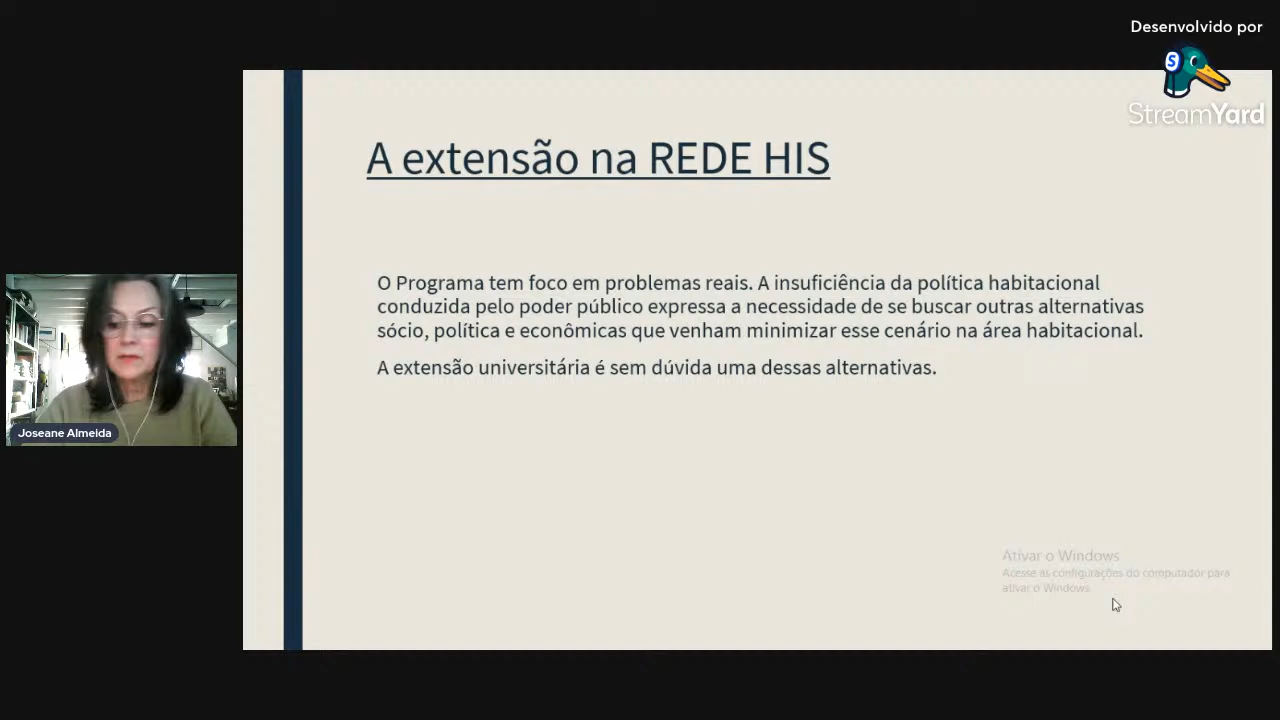 Desenvolvido por
StreamYard
A extensão na REDE HIS
O Programa tem foco em problemas reais. A insuficiência da política habitacional
conduzida pelo poder público expressa a necessidade de se buscar outras alternativas
sócio, política e econômicas que venham minimizar esse cenário na área habitacional.
A extensão universitária é sem dúvida uma dessas alternativas.
Joseane Almeida
Ativar o Windows
Acesse as configurações do computador para
ativar o Windows